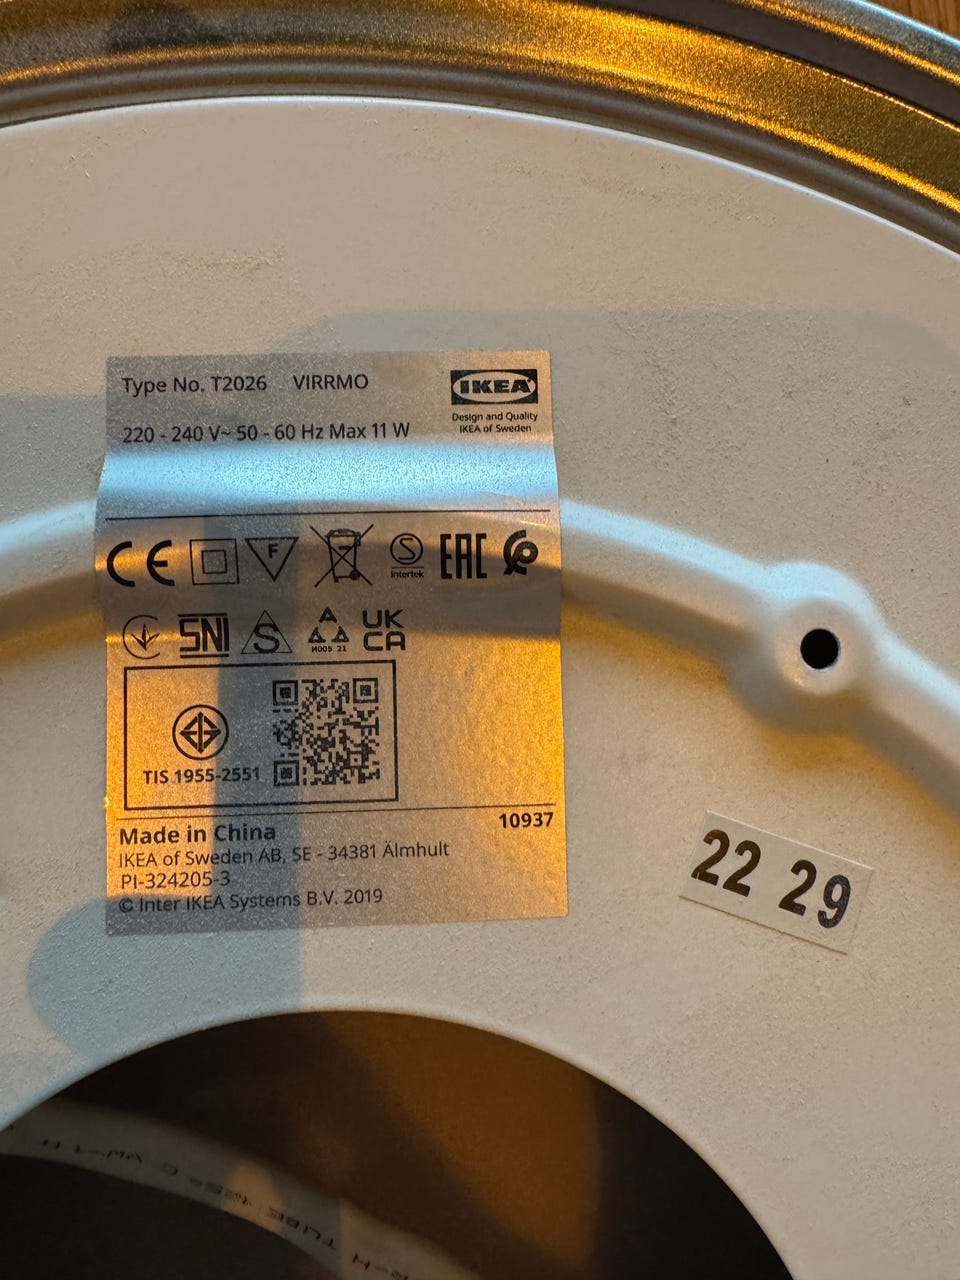 Type No. T2026 VIRRMO
IKEA
Design and Quality
IKEA of Sweden
220 - 240 V~ 50 - 60 Hz Max 11 W
CE
F
S
Intertek
EAC
SNI
S
A
UK
CA
TIS 1955-2551
10937
Made in China
IKEA of Sweden AB, SE - 34381 Älmhult
PI-324205-3
© Inter IKEA Systems B.V. 2019
22 29